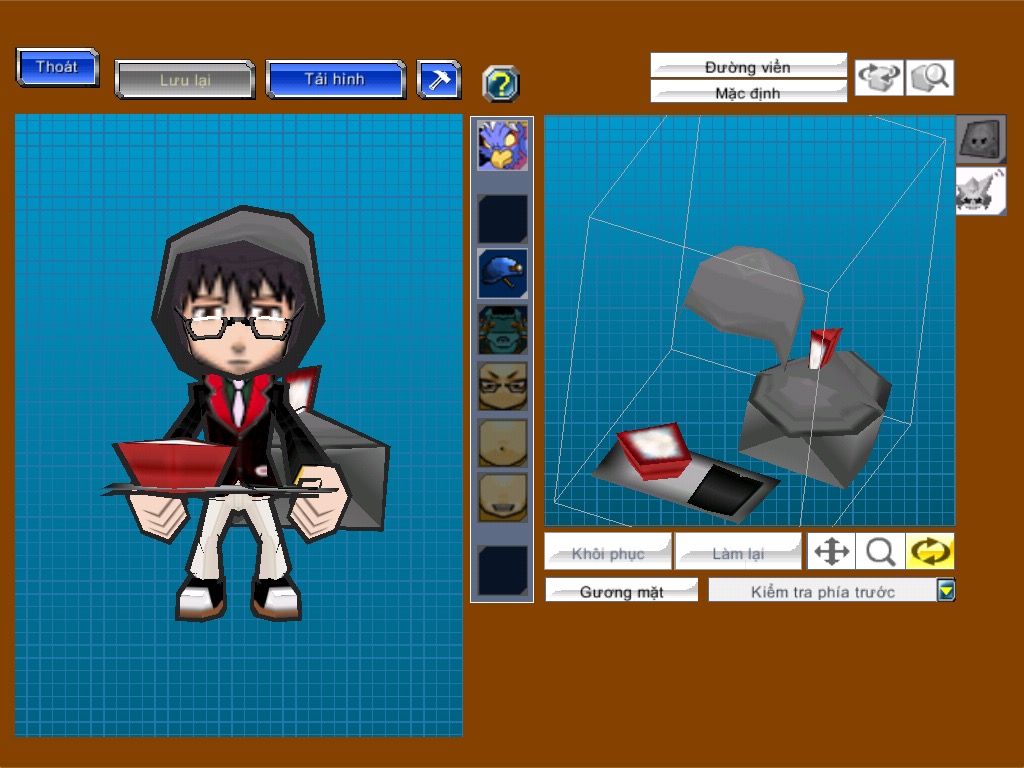 Thoát
Lưu lại
Tải hình
?
Đường viền
Mặc định
Khôi phục
Làm lại
Gương mặt
Kiểm tra phía trước